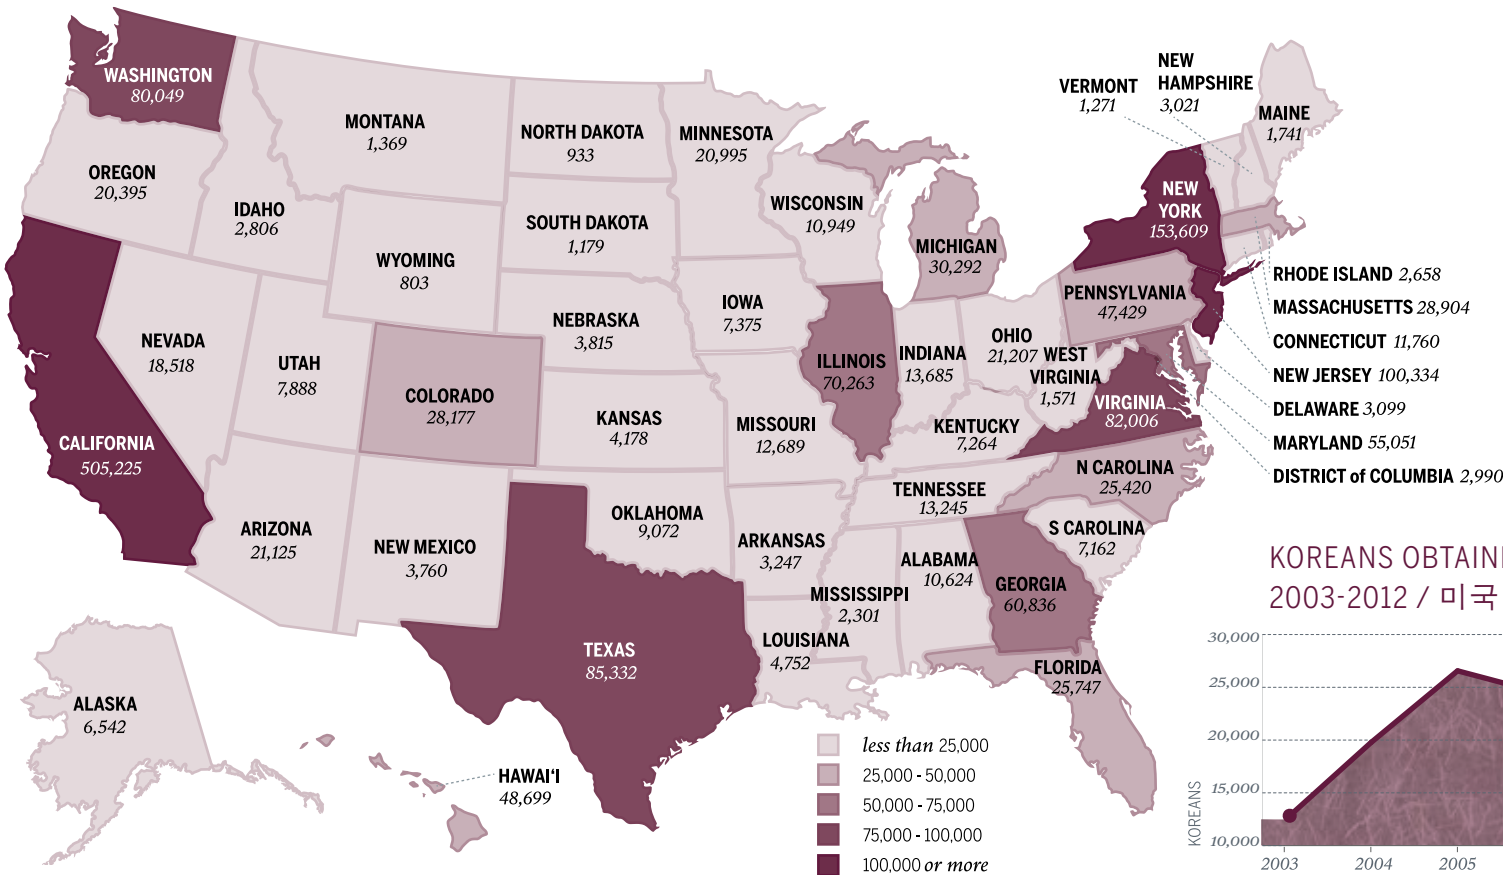 WASHINGTON
80,049
OREGON
20,395
CALIFORNIA
505,225
NEVADA
18,518
IDAHO
2,806
MONTANA
1,369
WYOMING
803
UTAH
7,888
COLORADO
28,177
ARIZONA
21,125
NEW MEXICO
3,760
NORTH DAKOTA
933
SOUTH DAKOTA
1,179
NEBRASKA
3,815
KANSAS
4,178
OKLAHOMA
9,072
TEXAS
85,332
MINNESOTA
20,995
IOWA
7,375
MISSOURI
12,689
ARKANSAS
3,247
LOUISIANA
4,752
WISCONSIN
10,949
ILLINOIS
70,263
MICHIGAN
30,292
INDIANA
13,685
OHIO
21,207
WEST
VIRGINIA
1,571
KENTUCKY
7,264
TENNESSEE
13,245
MISSISSIPPI
2,301
ALABAMA
10,624
GEORGIA
60,836
FLORIDA
25,747
S CAROLINA
7,162
N CAROLINA
25,420
VIRGINIA
82,006
PENNSYLVANIA
47,429
NEW
YORK
153,609
VERMONT
1,271
NEW
HAMPSHIRE
3,021
MAINE
1,741
RHODE ISLAND 2,658
MASSACHUSETTS 28,904
CONNECTICUT 11,760
NEW JERSEY 100,334
DELAWARE 3,099
MARYLAND 55,051
DISTRICT of COLUMBIA 2,990
ALASKA
6,542
HAWAI'I
48,699
less than 25,000
25,000 - 50,000
50,000 - 75,000
75,000 - 100,000
100,000 or more
KOREANS OBTAIN
2003-2012 / 미국
30,000
25,000
20,000
15,000
10,000
KOREANS
2003
2004
2005